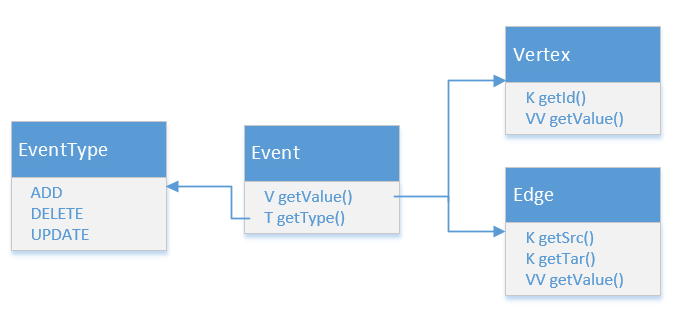 EventType
ADD
DELETE
UPDATE
Event
V getValue()
T getType()
Vertex
K getId()
VV getValue()
Edge
K getSrc()
K getTar()
VV getValue()